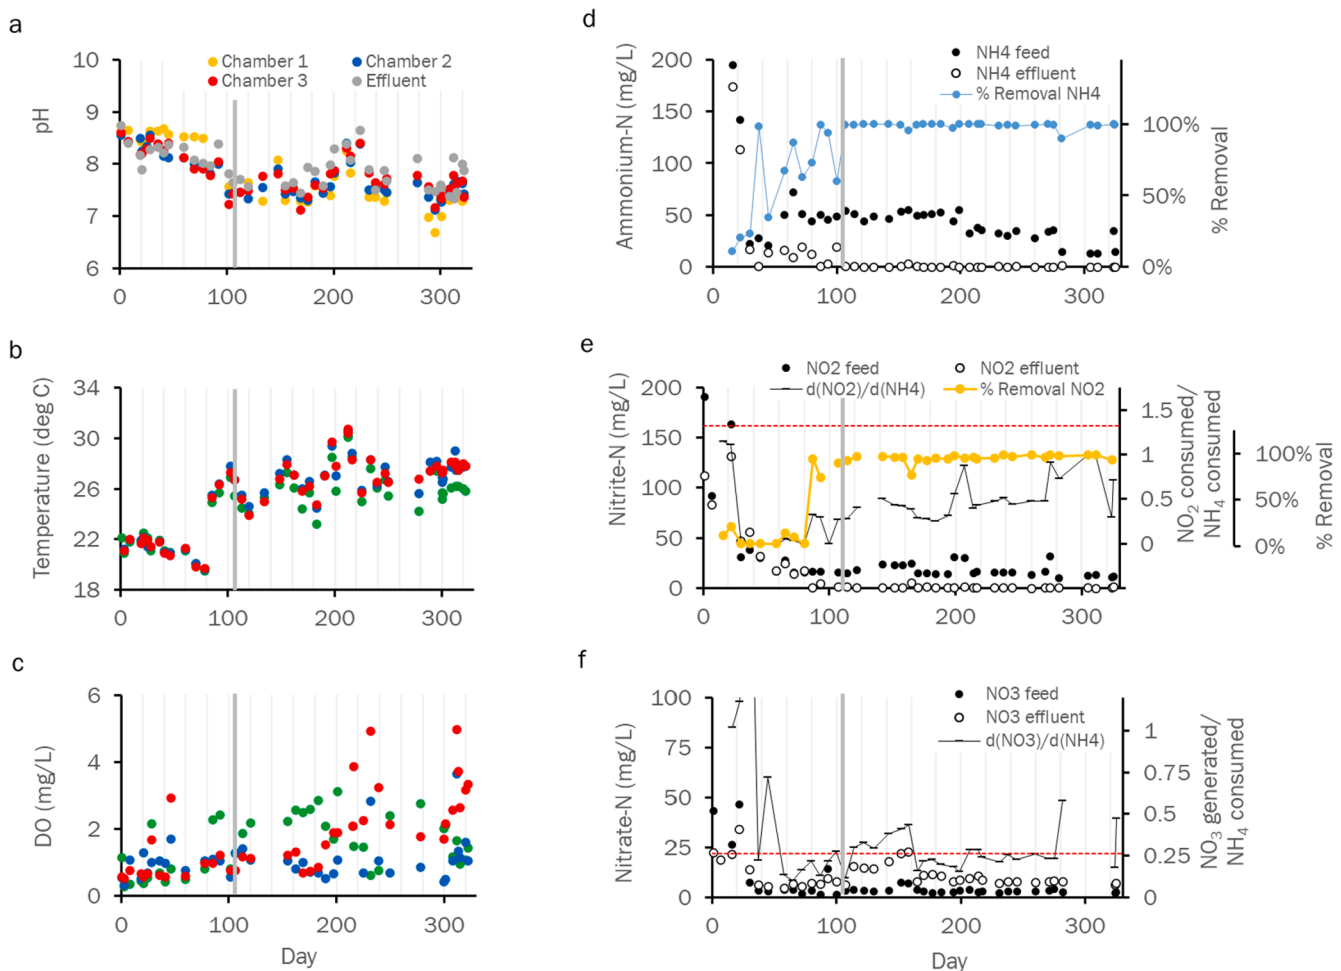 a
pH
10
9
8
7
6
0 100 200 300
Chamber 1 Chamber 2
Chamber 3 Effluent
b
Temperature (deg C)
34
30
26
22
18
0 100 200 300
c
DO (mg/L)
6
4
2
0
0 100 200 300
Day
d
Ammonium-N (mg/L)
200
150
100
50
0
0 100 200 300
NH4 feed
NH4 effluent
% Removal NH4
100%
50%
0%
% Removal
e
Nitrite-N (mg/L)
200
150
100
50
0
0 100 200 300
NO2 feed NO2 effluent
d(NO2)/d(NH4) % Removal NO2
1.5
1
0.5
0
NO₂ consumed/
NH₄ consumed
100%
50%
0%
% Removal
f
Nitrate-N (mg/L)
100
75
50
25
0
0 100 200 300
Day
NO3 feed
NO3 effluent
d(NO3)/d(NH4)
1
0.75
0.5
0.25
0
NO₃ generated/
NH₄ consumed